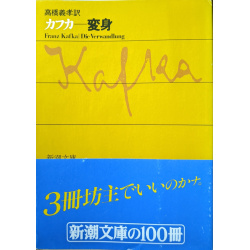 高橋義孝訳
カフカ──変身
Franz Kafka: Die Verwandlung
Kafka
新潮文庫
3冊坊主でいいのかナ。
新潮文庫の100冊